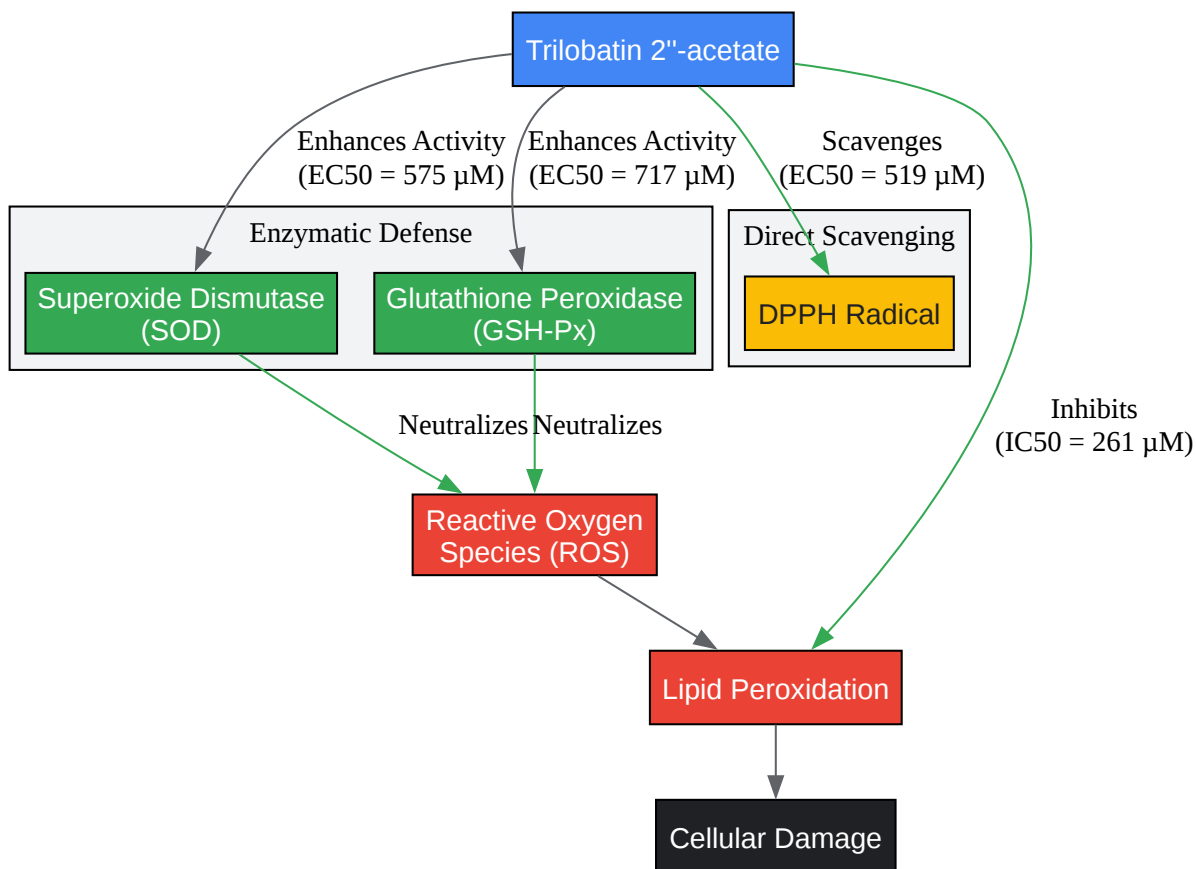 Trilobatin 2''-acetate
Enhances Activity
(EC50 = 575 µM)
Enhances Activity
(EC50 = 717 µM)
Scavenges
(EC50 = 519 µM)
Enzymatic Defense
Direct Scavenging
Superoxide Dismutase
(SOD)
Glutathione Peroxidase
(GSH-Px)
DPPH Radical
Inhibits
(IC50 = 261 µM)
Neutralizes
Neutralizes
Reactive Oxygen
Species (ROS)
Lipid Peroxidation
Cellular Damage